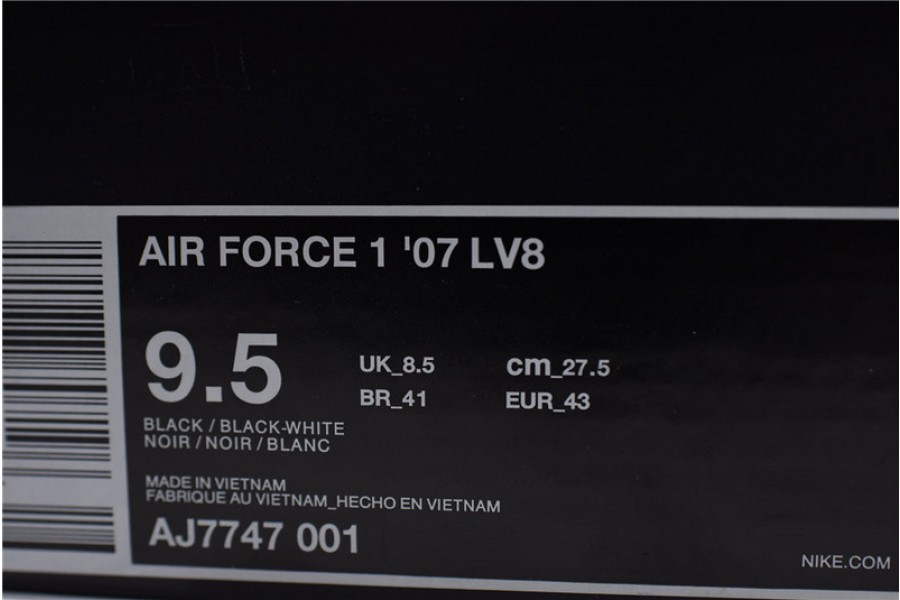 AIR FORCE 1 '07 LV8
9.5
UK_8.5 cm_27.5
BR_41 EUR_43
BLACK / BLACK-WHITE
NOIR / NOIR / BLANC
MADE IN VIETNAM
FABRIQUE AU VIETNAM_HECHO EN VIETNAM
AJ7747 001
NIKE.COM